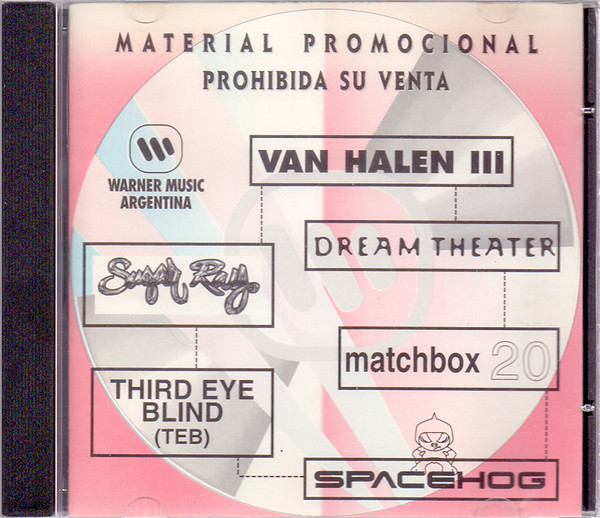 MATERIAL PROMOCIONAL
PROHIBIDA SU VENTA
WARNER MUSIC
ARGENTINA
VAN HALEN III
DREAM THEATER
Sugar Ray
matchbox 20
THIRD EYE
BLIND
(TEB)
SPACEHOG